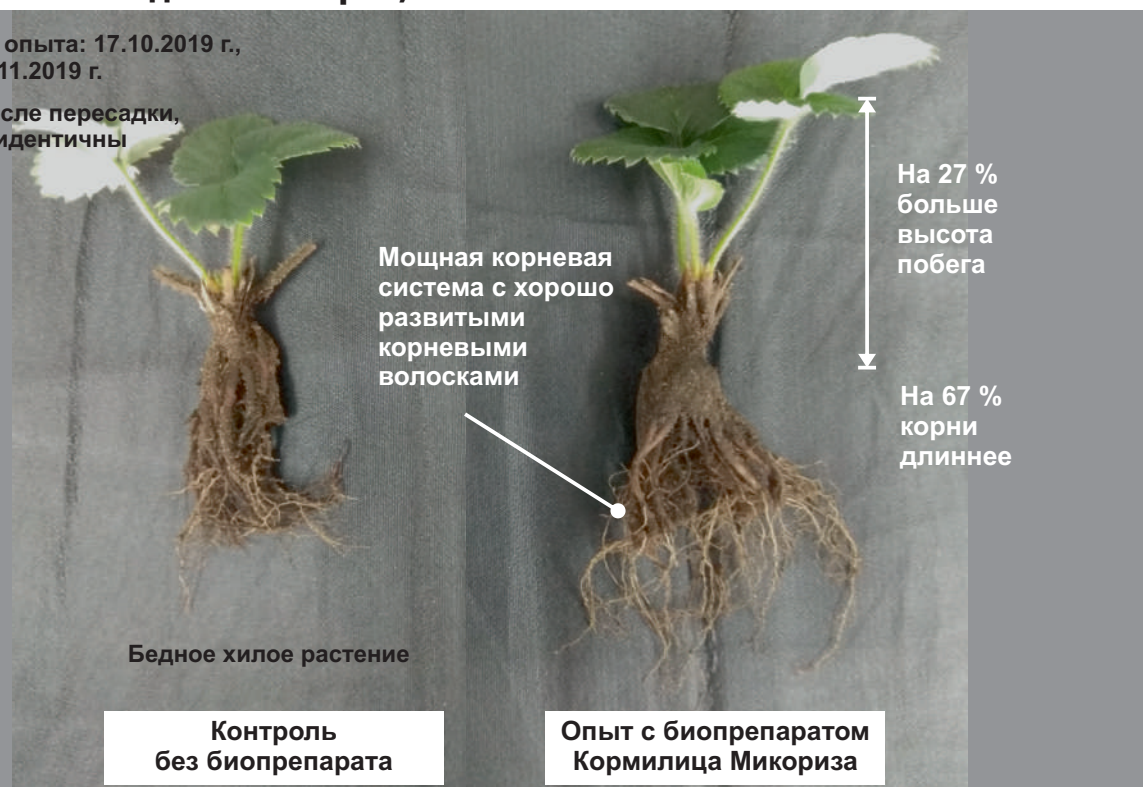 опыта: 17.10.2019 г.,
11.2019 г.
сле пересадки,
идентичны
На 27 %
больше
высота
побега
Мощная корневая
система с хорошо
развитыми
корневыми
волосками
На 67 %
корни
длиннее
Бедное хилое растение
Контроль
без биопрепарата
Опыт с биопрепаратом
Кормилица Микориза